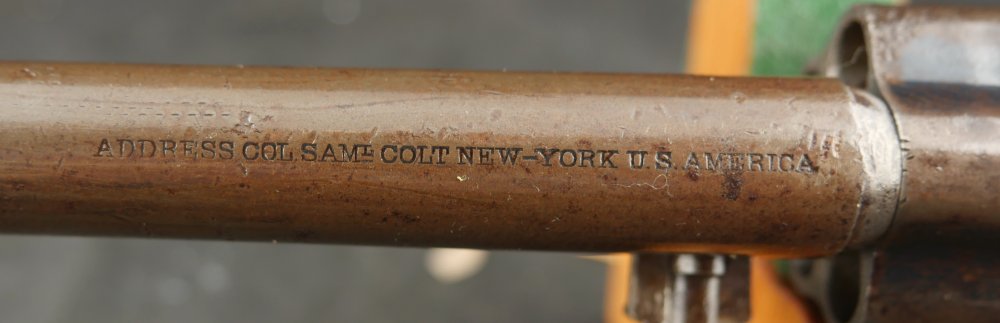 ADDRESS COL SAMᴸ COLT NEW-YORK U.S. AMERICA